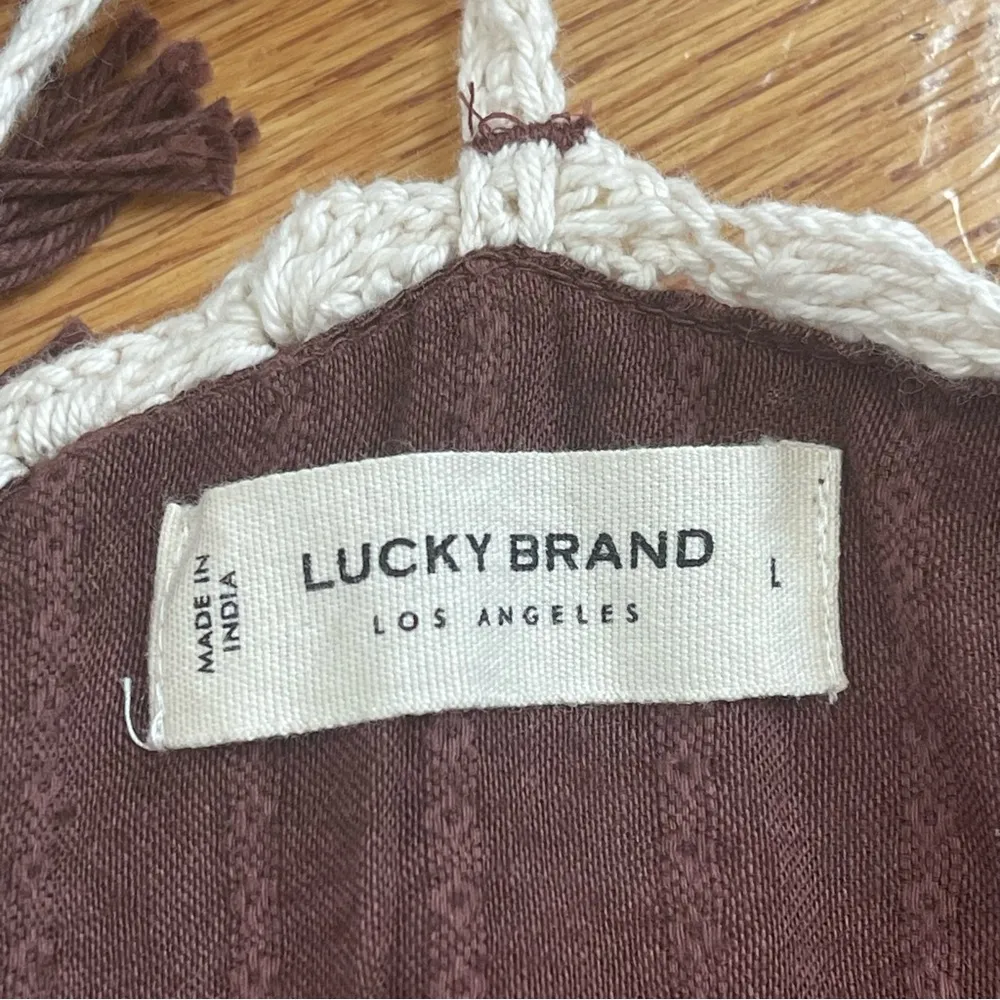 MADE IN
INDIA
LUCKY BRAND
LOS ANGELES
L